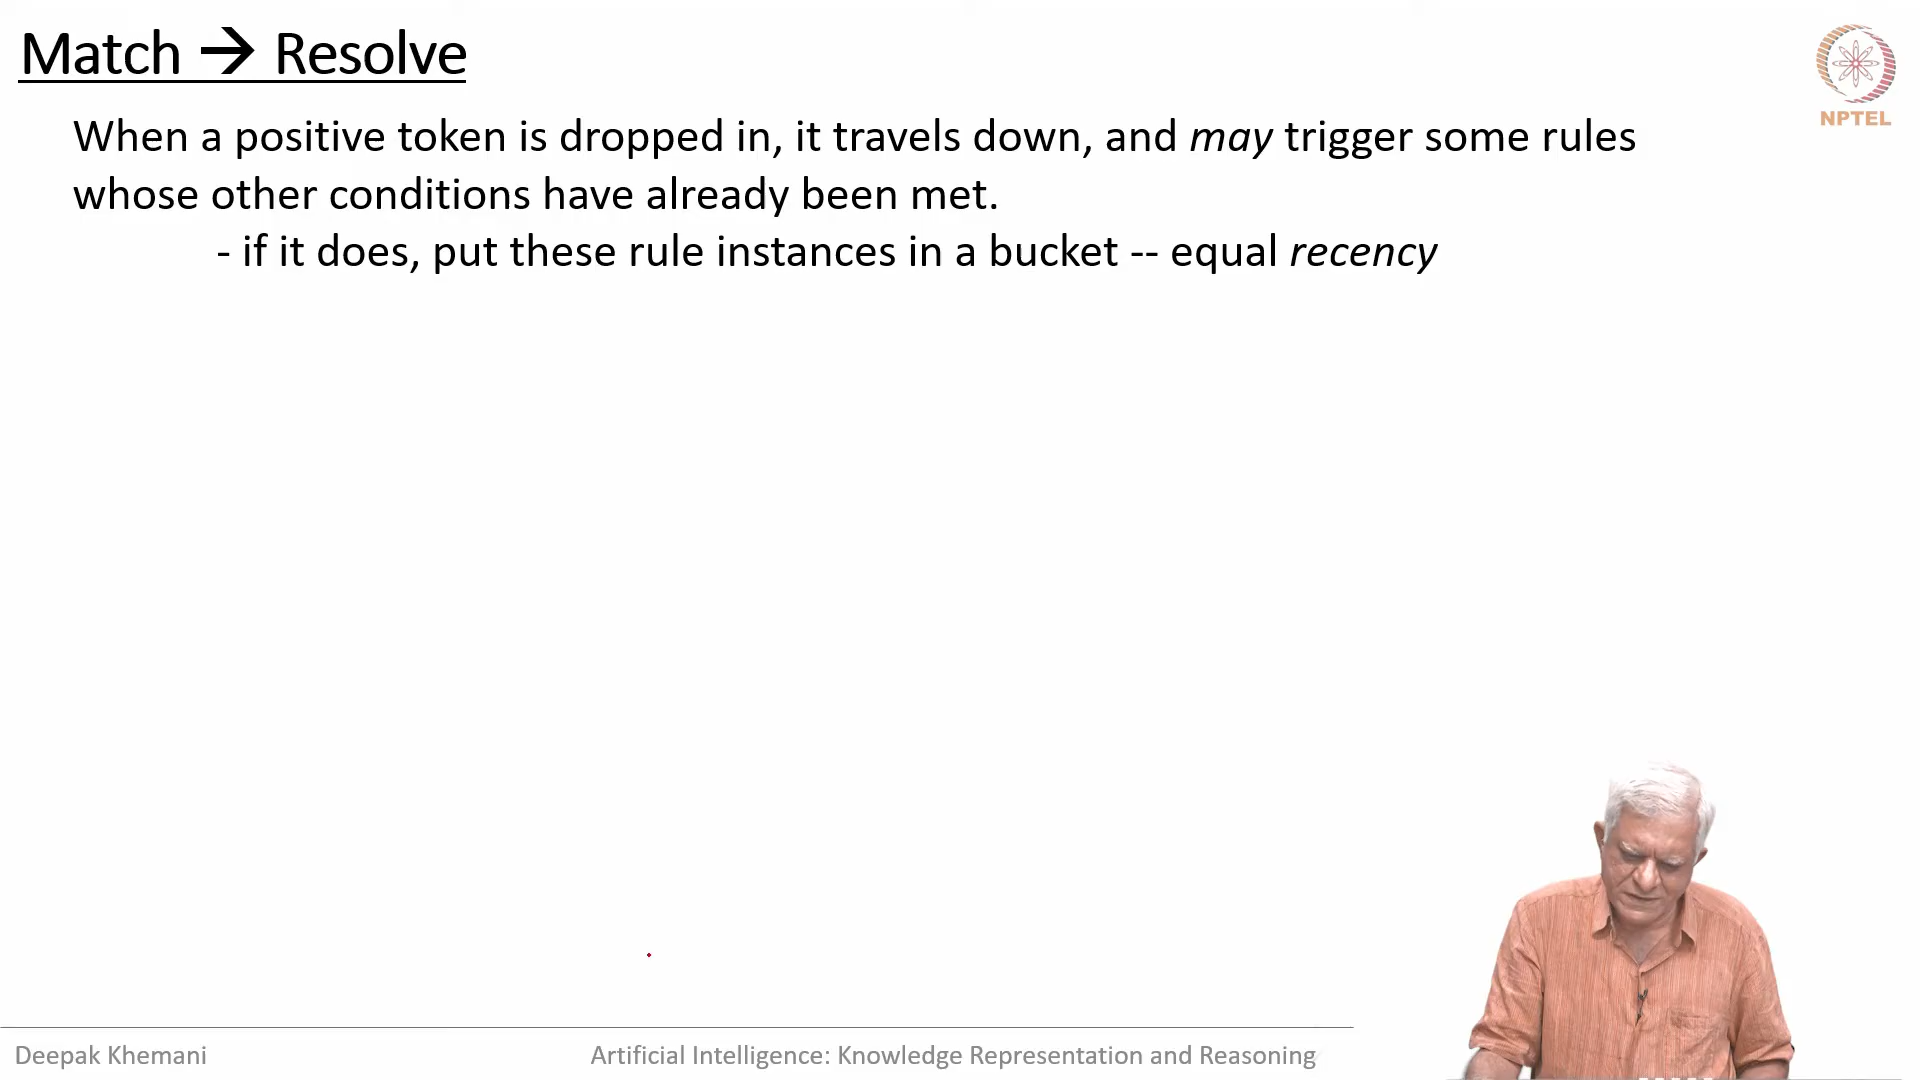 Match → Resolve
NPTEL
When a positive token is dropped in, it travels down, and may trigger some rules
whose other conditions have already been met.
- if it does, put these rule instances in a bucket -- equal recency
Deepak Khemani
Artificial Intelligence: Knowledge Representation and Reasoning